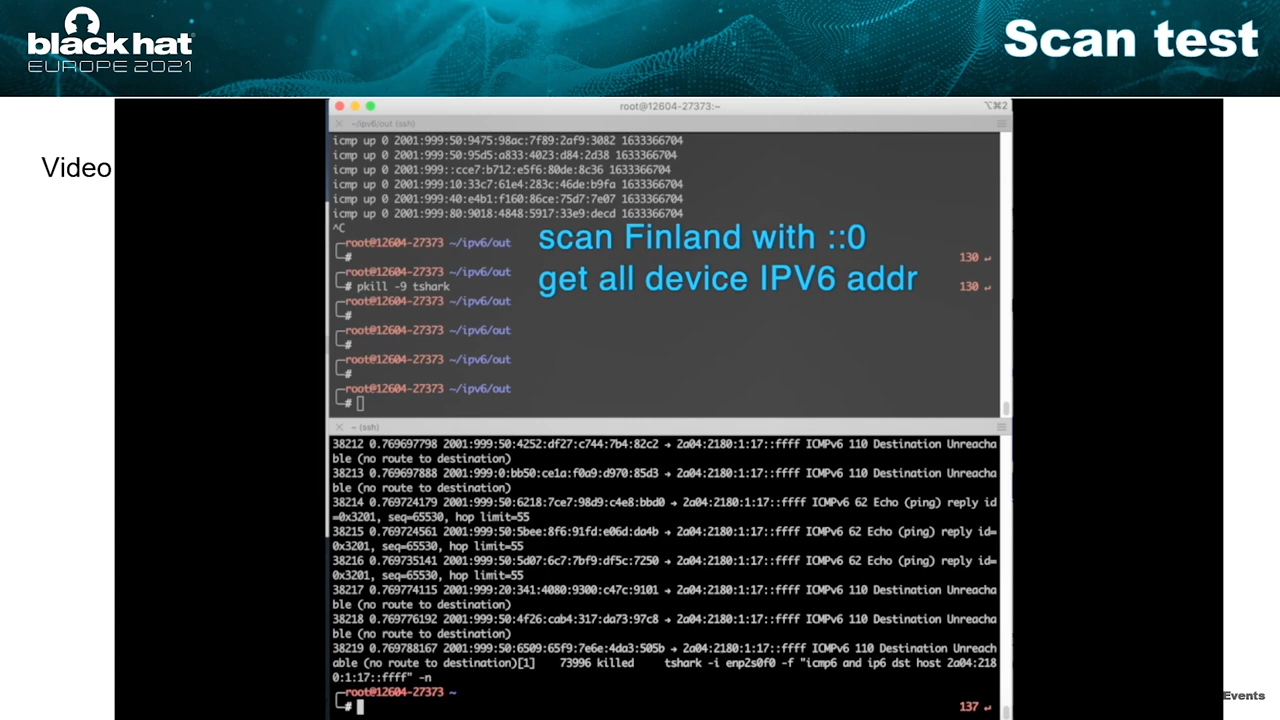 black hat
EUROPE 2021
Scan test
Video
root@12604-27373:~
⌥⌘2
~/ipv6/out (ssh)
icmp up 0 2001:999:50:9475:98ac:7f89:2af9:3082 1633366704
icmp up 0 2001:999:50:95d5:a833:4023:d84:2d38 1633366704
icmp up 0 2001:999::cce7:b712:e5f6:80de:8c36 1633366704
icmp up 0 2001:999:10:33c7:61e4:283c:46de:b9fa 1633366704
icmp up 0 2001:999:40:e4b1:f160:86ce:75d7:7e07 1633366704
icmp up 0 2001:999:80:9018:4848:5917:33e9:decd 1633366704
^C
root@12604-27373 ~/ipv6/out
# 130 ↵
root@12604-27373 ~/ipv6/out
# pkill -9 tshark 130 ↵
root@12604-27373 ~/ipv6/out
#
root@12604-27373 ~/ipv6/out
#
root@12604-27373 ~/ipv6/out
#
root@12604-27373 ~/ipv6/out
#
scan Finland with ::0
get all device IPV6 addr
~ (ssh)
38212 0.769697798 2001:999:50:4252:df27:c744:7b4:82c2 → 2a04:2180:1:17::ffff ICMPv6 110 Destination Unreacha
ble (no route to destination)
38213 0.769697888 2001:999:0:bb50:ce1a:f0a9:d970:85d3 → 2a04:2180:1:17::ffff ICMPv6 110 Destination Unreacha
ble (no route to destination)
38214 0.769724179 2001:999:50:6218:7ce7:98d9:c4e8:bbd0 → 2a04:2180:1:17::ffff ICMPv6 62 Echo (ping) reply id
=0x3201, seq=65530, hop limit=55
38215 0.769724561 2001:999:50:5bee:8f6:91fd:e06d:da4b → 2a04:2180:1:17::ffff ICMPv6 62 Echo (ping) reply id=
0x3201, seq=65530, hop limit=55
38216 0.769735141 2001:999:50:5d07:6c7:7bf9:df5c:7250 → 2a04:2180:1:17::ffff ICMPv6 62 Echo (ping) reply id=
0x3201, seq=65530, hop limit=55
38217 0.769774115 2001:999:20:341:4080:9300:c47c:9101 → 2a04:2180:1:17::ffff ICMPv6 110 Destination Unreacha
ble (no route to destination)
38218 0.769776192 2001:999:50:4f26:cab4:317:da73:97c8 → 2a04:2180:1:17::ffff ICMPv6 110 Destination Unreacha
ble (no route to destination)
38219 0.769788167 2001:999:50:6509:65f9:7e6e:4da3:505b → 2a04:2180:1:17::ffff ICMPv6 110 Destination Unreach
able (no route to destination)[1] 73996 killed tshark -i enp2s0f0 -f "icmp6 and ip6 dst host 2a04:218
0:1:17::ffff" -n
root@12604-27373 ~
# 137 ↵
Events